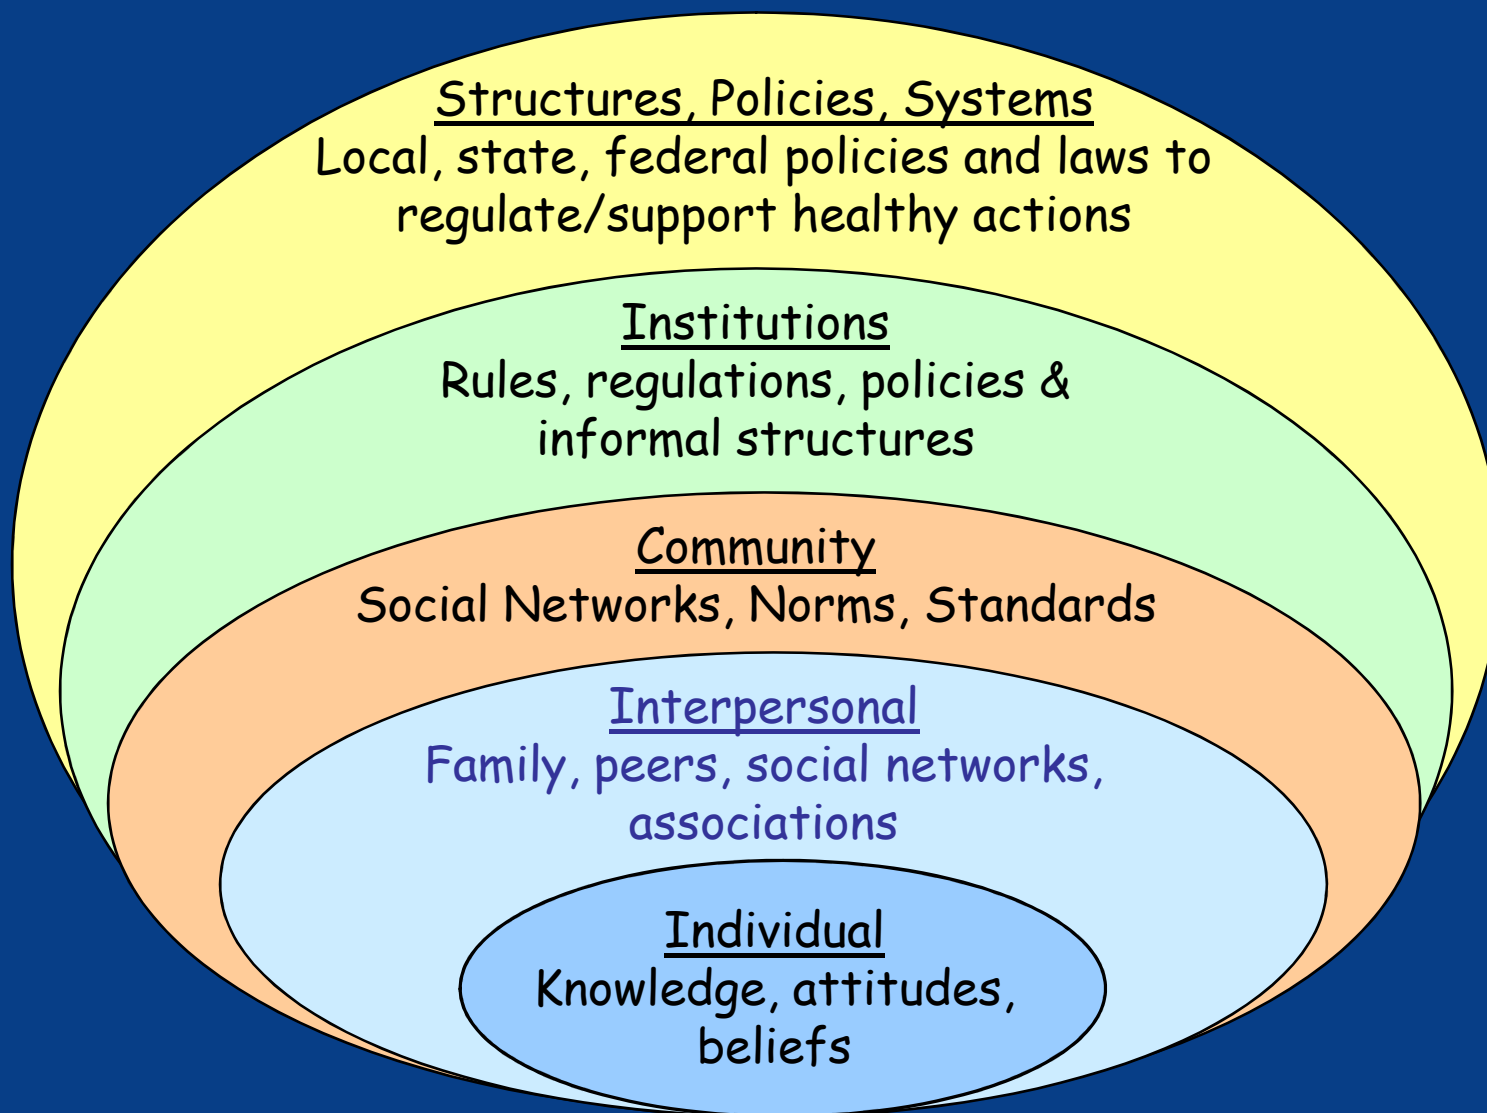 Structures, Policies, Systems
Local, state, federal policies and laws to
regulate/support healthy actions
Institutions
Rules, regulations, policies &
informal structures
Community
Social Networks, Norms, Standards
Interpersonal
Family, peers, social networks,
associations
Individual
Knowledge, attitudes,
beliefs